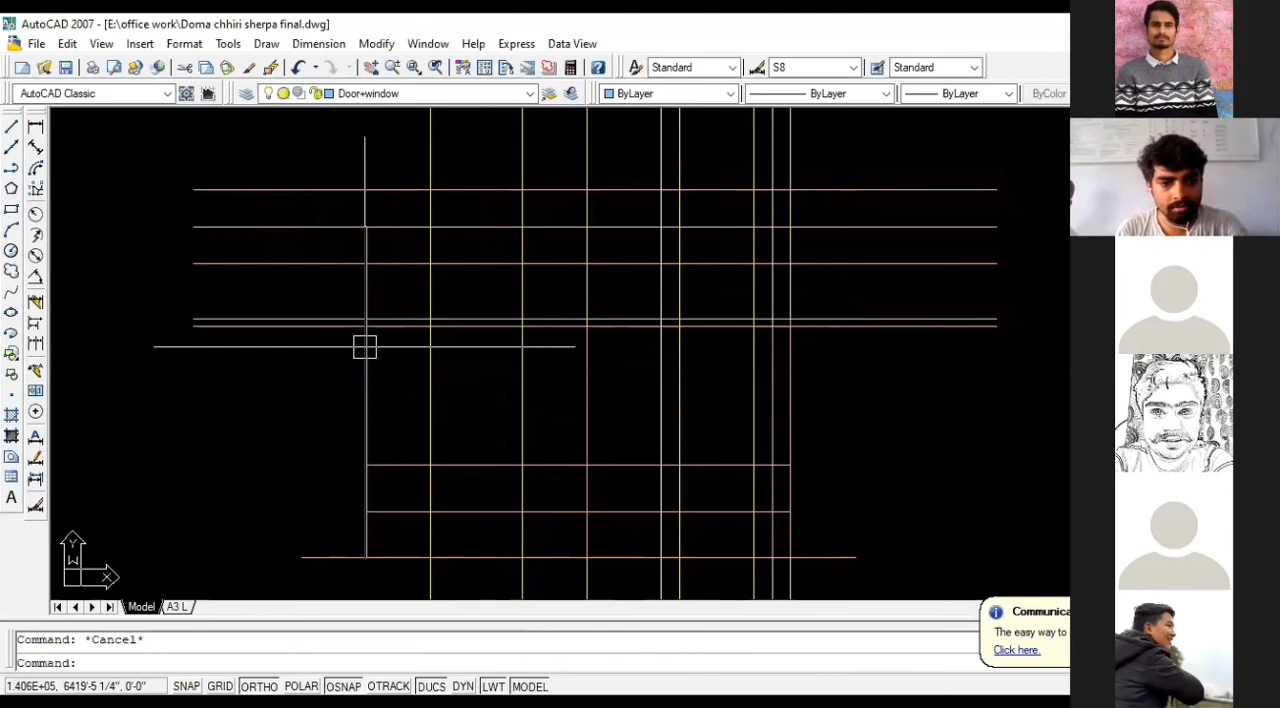 AutoCAD 2007 - [E:\office work\Doma chhiri sherpa final.dwg]
File Edit View Insert Format Tools Draw Dimension Modify Window Help Express Data View
Standard S8 Standard
AutoCAD Classic Door+window ByLayer ByLayer ByLayer ByColor
Y
W
X
Model A3 L
Communica
The easy way to
Click here.
Command: *Cancel*
Command:
1.406E+05, 6419'-5 1/4", 0'-0" SNAP GRID ORTHO POLAR OSNAP OTRACK DUCS DYN LWT MODEL